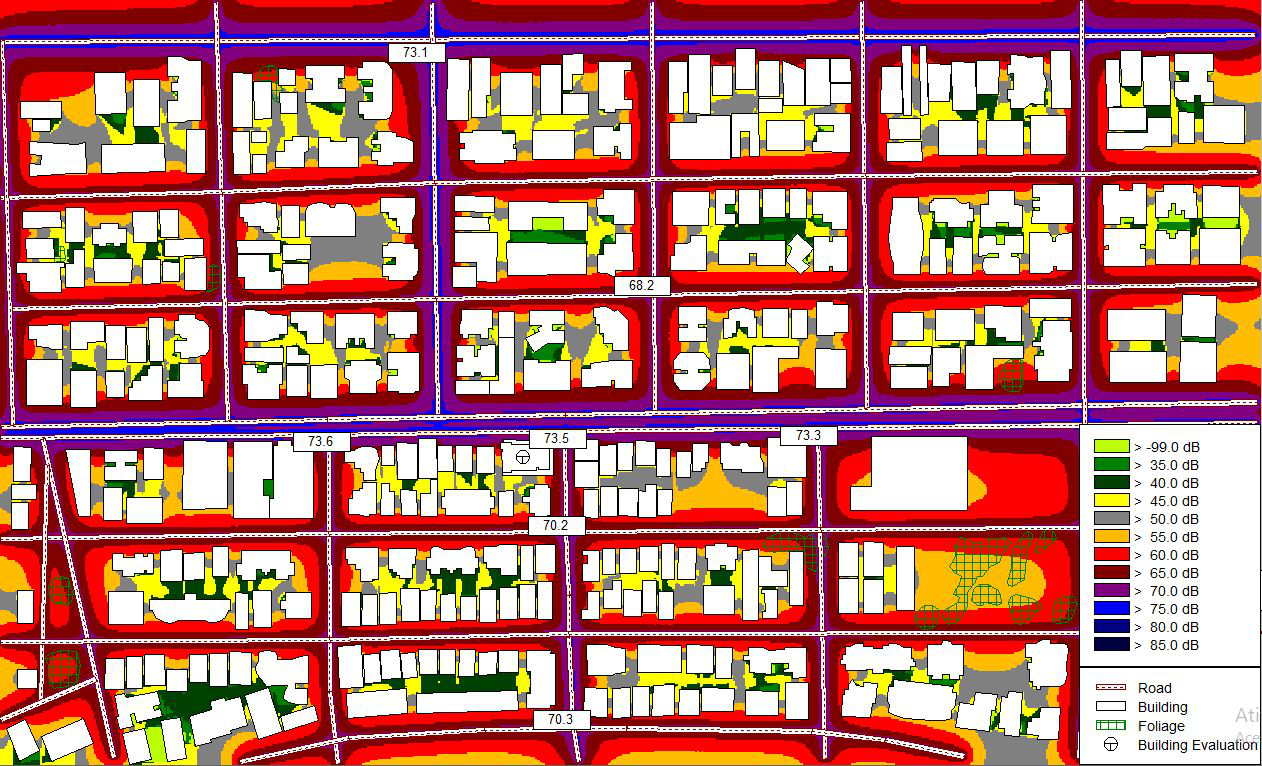 73.1
68.2
73.6
73.5
73.3
70.2
70.3
> -99.0 dB
> 35.0 dB
> 40.0 dB
> 45.0 dB
> 50.0 dB
> 55.0 dB
> 60.0 dB
> 65.0 dB
> 70.0 dB
> 75.0 dB
> 80.0 dB
> 85.0 dB
Road
Building
Foliage
Building Evaluation
Ati
Ace